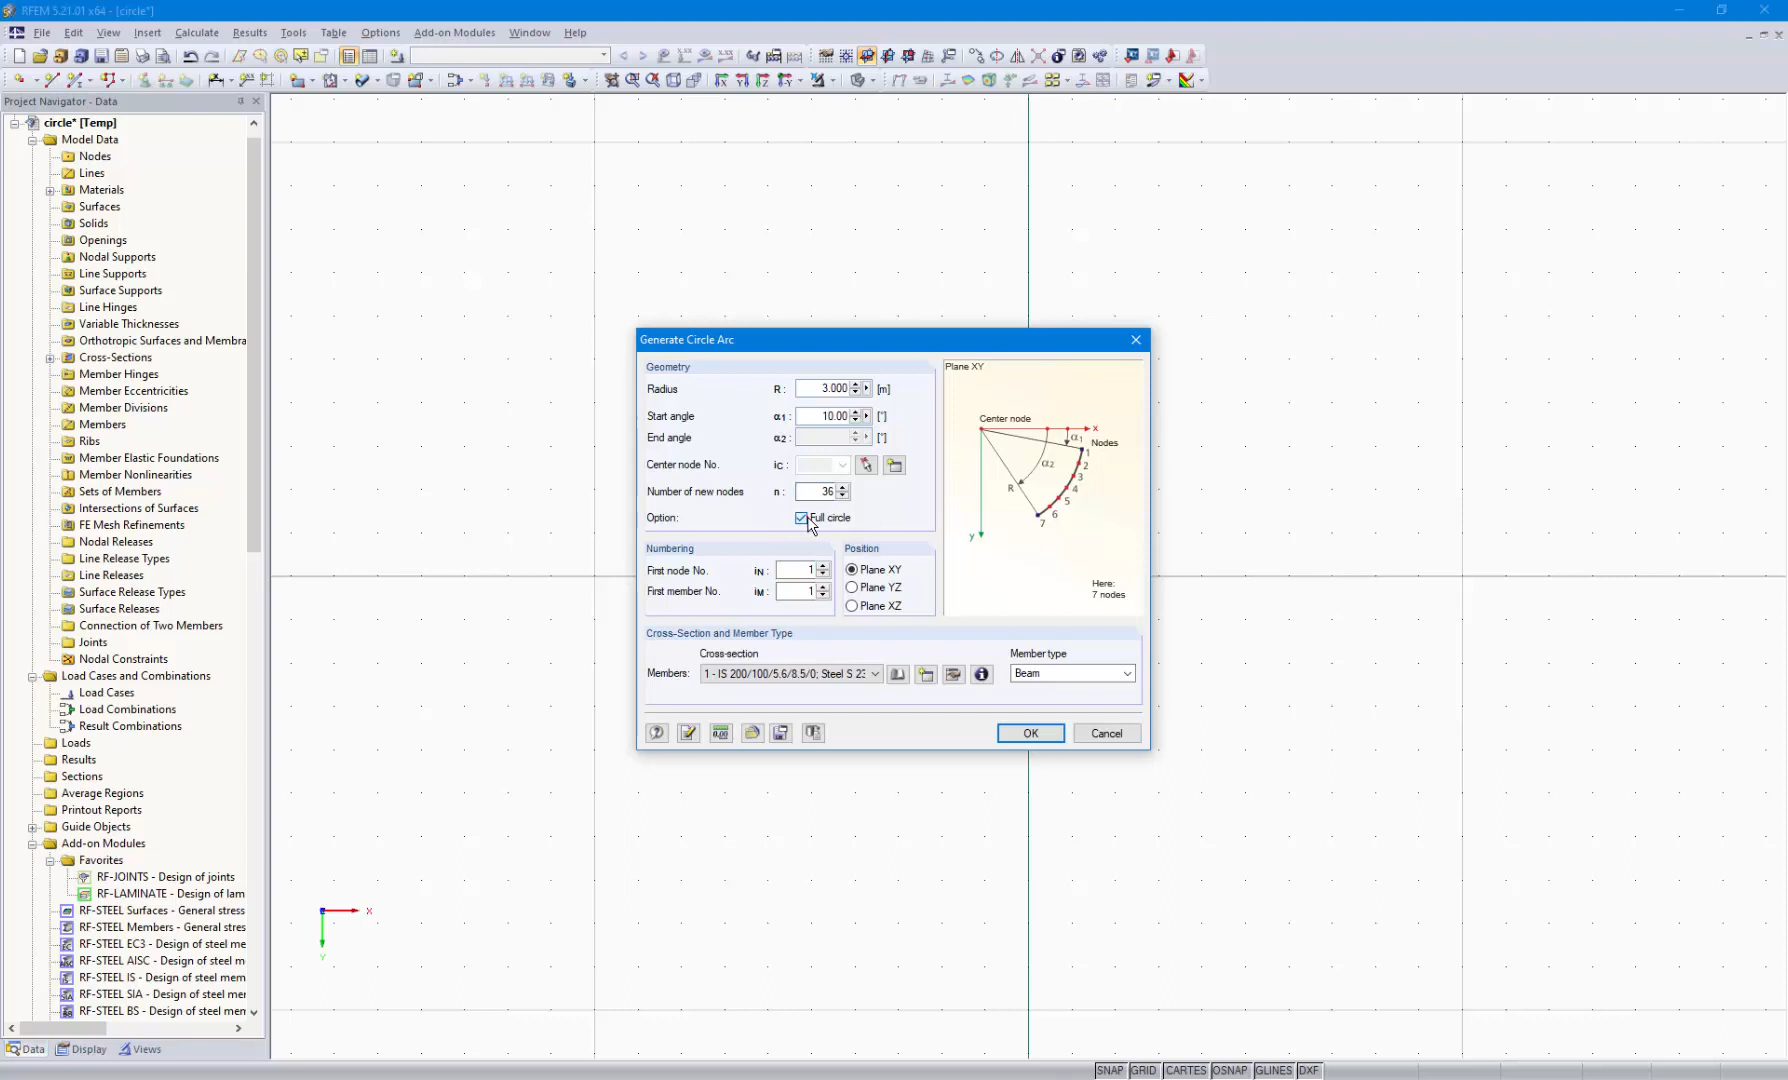 RFEM 5.21.01 x64 - [circle*]
File Edit View Insert Calculate Results Tools Table Options Add-on Modules Window Help
Project Navigator - Data
circle* [Temp]
Model Data
Nodes
Lines
Materials
Surfaces
Solids
Openings
Nodal Supports
Line Supports
Surface Supports
Line Hinges
Variable Thicknesses
Orthotropic Surfaces and Membra
Cross-Sections
Member Hinges
Member Eccentricities
Member Divisions
Members
Ribs
Member Elastic Foundations
Member Nonlinearities
Sets of Members
Intersections of Surfaces
FE Mesh Refinements
Nodal Releases
Line Release Types
Line Releases
Surface Release Types
Surface Releases
Connection of Two Members
Joints
Nodal Constraints
Load Cases and Combinations
Load Cases
Load Combinations
Result Combinations
Loads
Results
Sections
Average Regions
Printout Reports
Guide Objects
Add-on Modules
Favorites
RF-JOINTS - Design of joints
RF-LAMINATE - Design of lam
RF-STEEL Surfaces - General stress
RF-STEEL Members - General stres
RF-STEEL EC3 - Design of steel me
RF-STEEL AISC - Design of steel m
RF-STEEL IS - Design of steel mem
RF-STEEL SIA - Design of steel mer
RF-STEEL BS - Design of steel mem
Data Display Views
Generate Circle Arc
Geometry
Radius R : 3.000 [m]
Start angle α1 : 10.00 [°]
End angle α2 : [°]
Center node No. iC :
Number of new nodes n : 36
Option: Full circle
Numbering
First node No. iN : 1
First member No. iM : 1
Position
Plane XY
Plane YZ
Plane XZ
Plane XY
Center node
x
α1
Nodes
1
2
α2
3
R
4
5
6
7
y
Here:
7 nodes
Cross-Section and Member Type
Cross-section Member type
Members: 1 - IS 200/100/5.6/8.5/0; Steel S 23 Beam
OK Cancel
X
Y
SNAP GRID CARTES OSNAP GLINES DXF